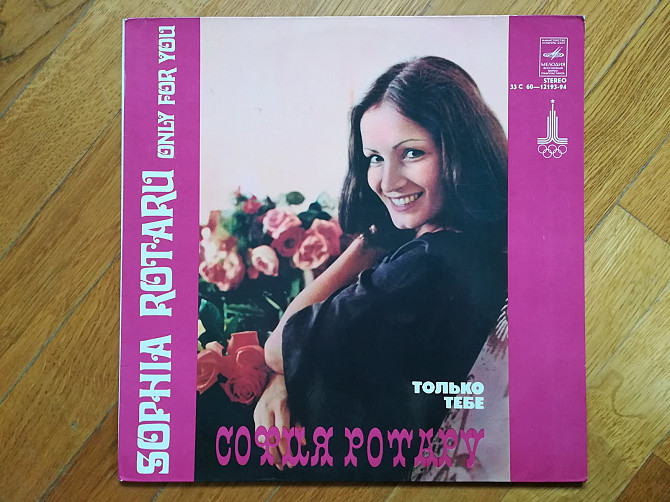 SOPHIA ROTARU ONLY FOR YOU
МЕЛОДИЯ
STEREO
33 С 60—12193-94
ТОЛЬКО
ТЕБЕ
СОФИЯ РОТАРУ